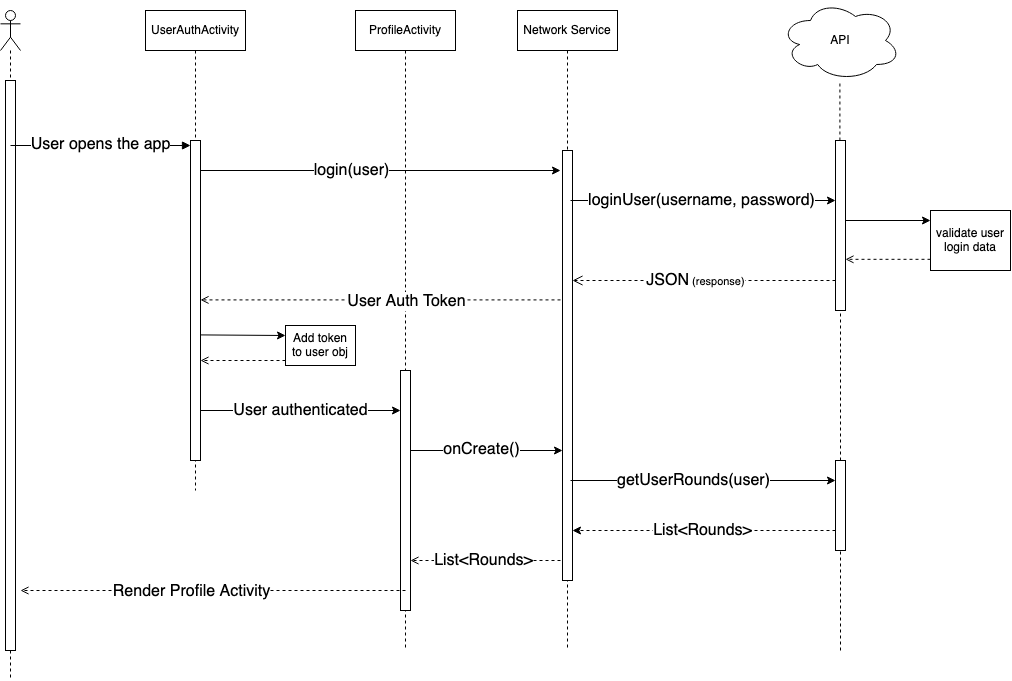 UserAuthActivity
ProfileActivity
Network Service
API
User opens the app
login(user)
loginUser(username, password)
validate user
login data
JSON (response)
User Auth Token
Add token
to user obj
User authenticated
onCreate()
getUserRounds(user)
List<Rounds>
List<Rounds>
Render Profile Activity